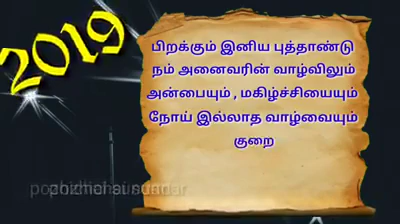 2019
பிறக்கும் இனிய புத்தாண்டு
நம் அனைவரின் வாழ்விலும்
அன்பையும் , மகிழ்ச்சியையும்
நோய் இல்லாத வாழ்வையும்
குறை